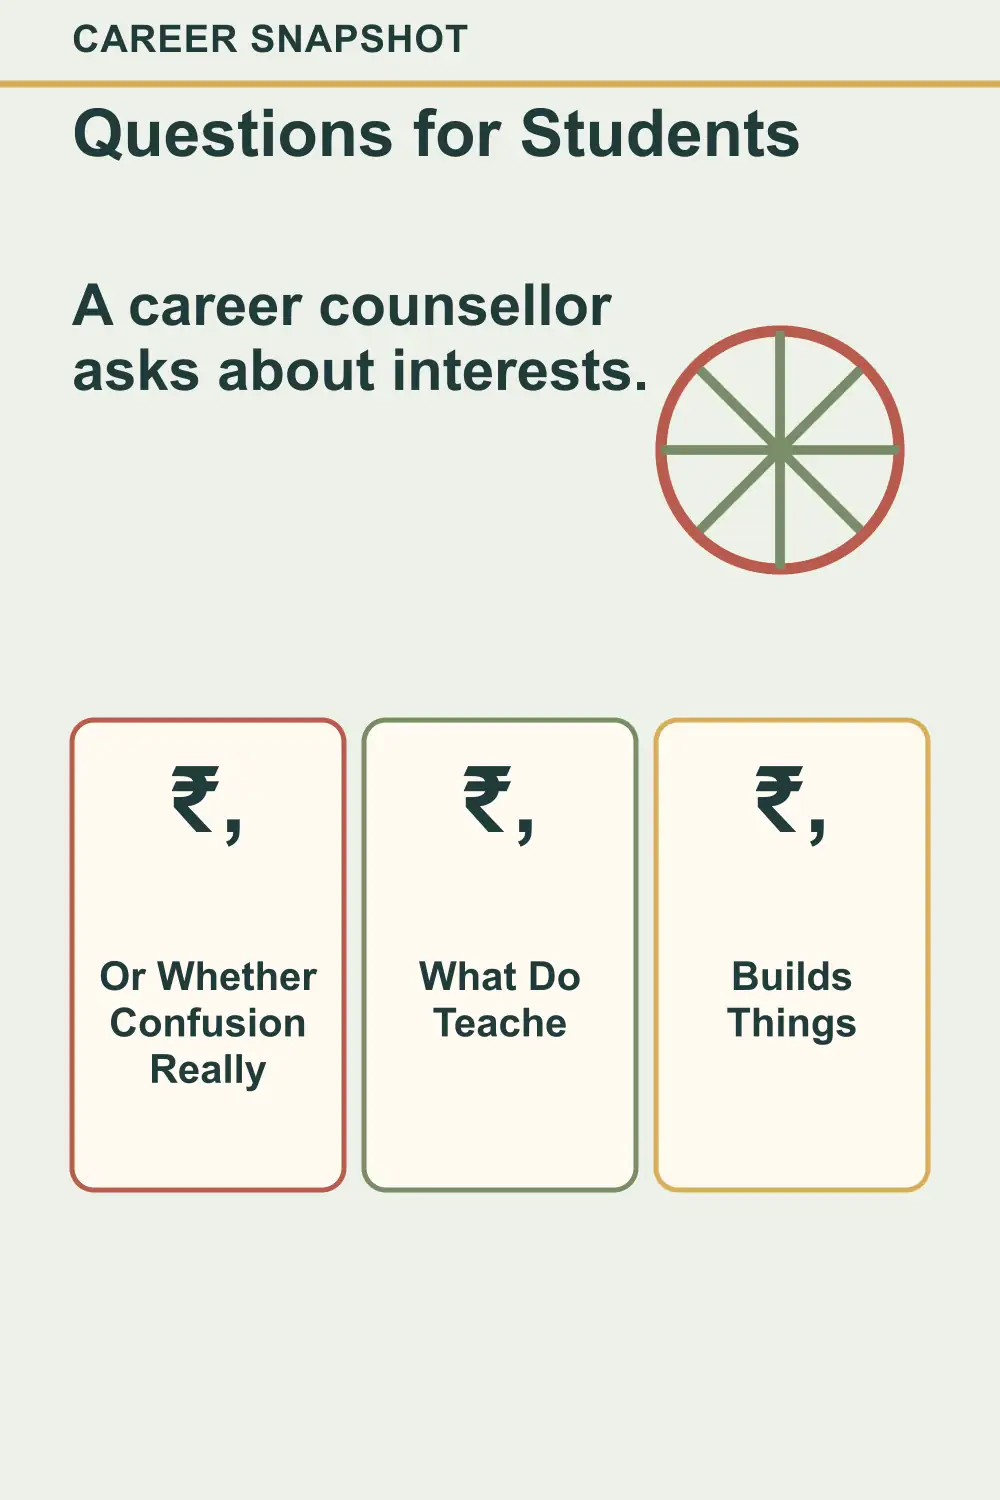 CAREER SNAPSHOT
Questions for Students
A career counsellor
asks about interests.
₹,
Or Whether
Confusion
Really
₹,
What Do
Teache
₹,
Builds
Things